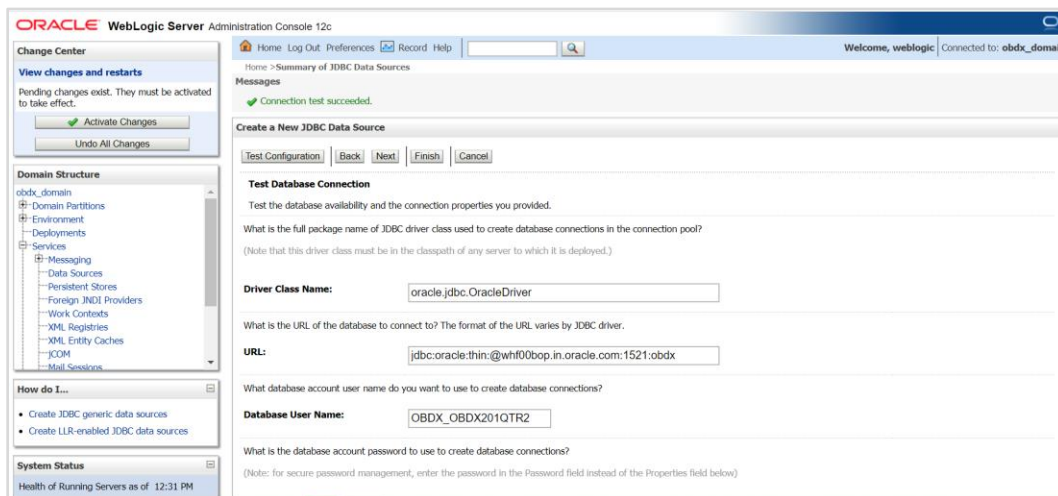 ORACLE WebLogic Server Administration Console 12c
Change Center
View changes and restarts
Pending changes exist. They must be activated
to take effect.
Activate Changes
Undo All Changes
Domain Structure
obdx_domain
Domain Partitions
Environment
Deployments
Services
Messaging
Data Sources
Persistent Stores
Foreign JNDI Providers
Work Contexts
XML Registries
XML Entity Caches
jCOM
Mail Sessions
How do I...
Create JDBC generic data sources
Create LLR-enabled JDBC data sources
System Status
Health of Running Servers as of 12:31 PM
Home Log Out Preferences Record Help
Welcome, weblogic Connected to: obdx_domai
Home >Summary of JDBC Data Sources
Messages
Connection test succeeded.
Create a New JDBC Data Source
Test Configuration Back Next Finish Cancel
Test Database Connection
Test the database availability and the connection properties you provided.
What is the full package name of JDBC driver class used to create database connections in the connection pool?
(Note that this driver class must be in the classpath of any server to which it is deployed.)
Driver Class Name: oracle.jdbc.OracleDriver
What is the URL of the database to connect to? The format of the URL varies by JDBC driver.
URL: jdbc:oracle:thin:@whf00bop.in.oracle.com:1521:obdx
What database account user name do you want to use to create database connections?
Database User Name: OBDX_OBDX201QTR2
What is the database account password to use to create database connections?
(Note: for secure password management, enter the password in the Password field instead of the Properties field below)